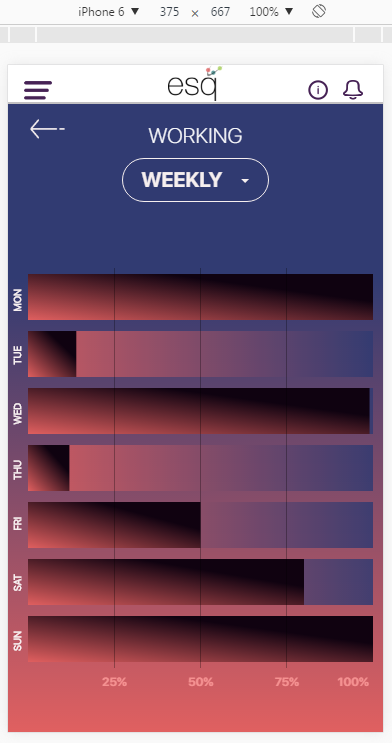 iPhone 6 ▼ 375 × 667 100% ▼
esq
i
WORKING
WEEKLY
MON
TUE
WED
THU
FRI
SAT
SUN
25% 50% 75% 100%